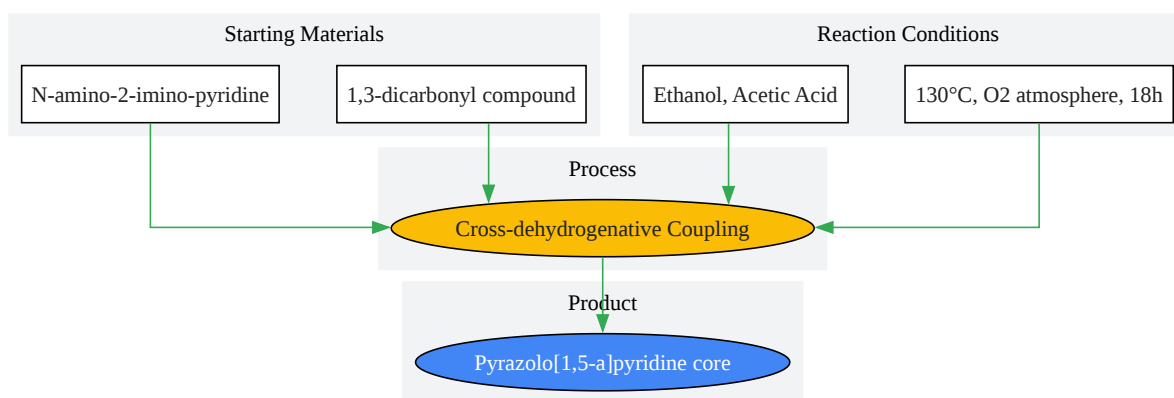 Starting Materials
Reaction Conditions
N-amino-2-imino-pyridine
1,3-dicarbonyl compound
Ethanol, Acetic Acid
130°C, O2 atmosphere, 18h
Process
Cross-dehydrogenative Coupling
Product
Pyrazolo[1,5-a]pyridine core